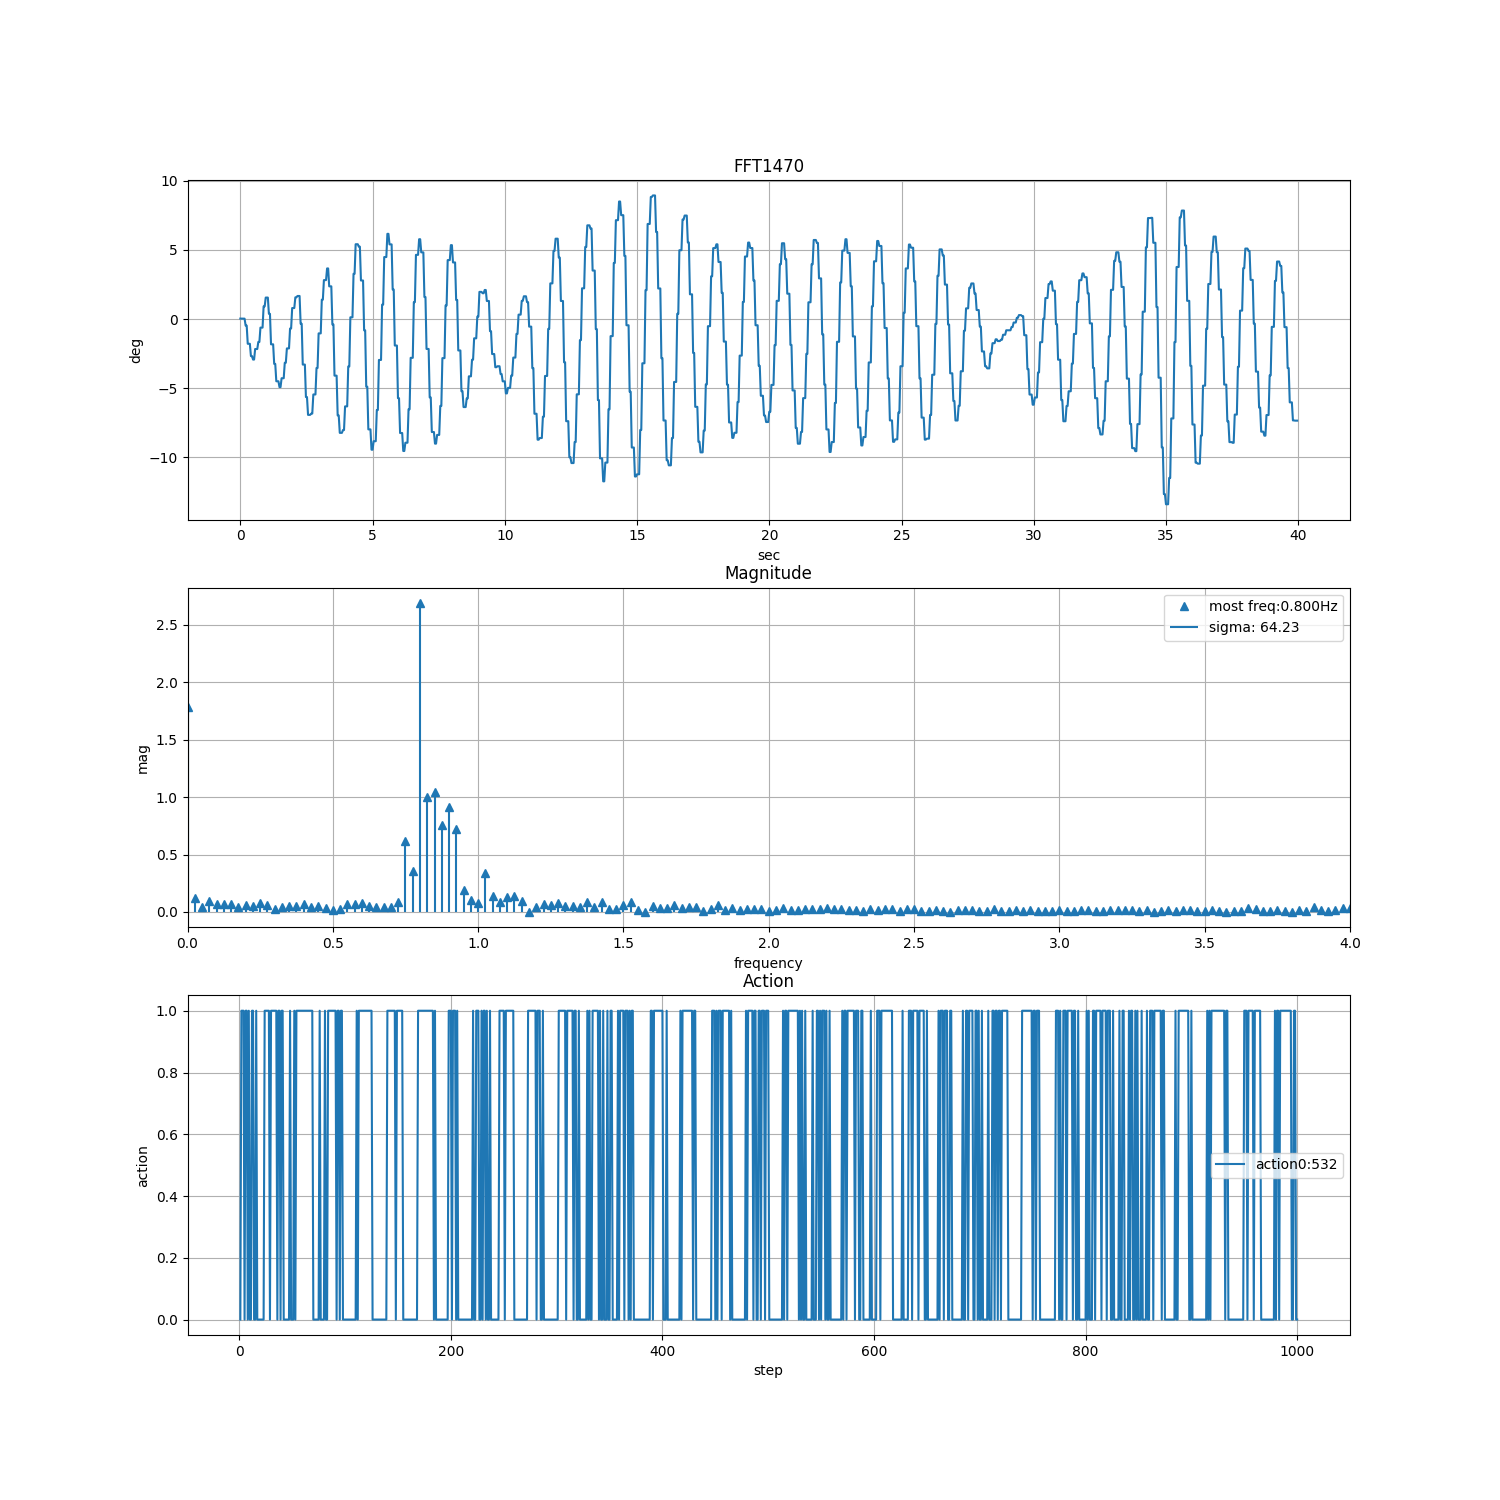 FFT1470
10
5
0
−5
−10
deg
0 5 10 15 20 25 30 35 40
sec
Magnitude
most freq:0.800Hz
sigma: 64.23
2.5
2.0
1.5
1.0
0.5
0.0
mag
0.0 0.5 1.0 1.5 2.0 2.5 3.0 3.5 4.0
frequency
Action
1.0
0.8
0.6
0.4
0.2
0.0
action
action0:532
0 200 400 600 800 1000
step